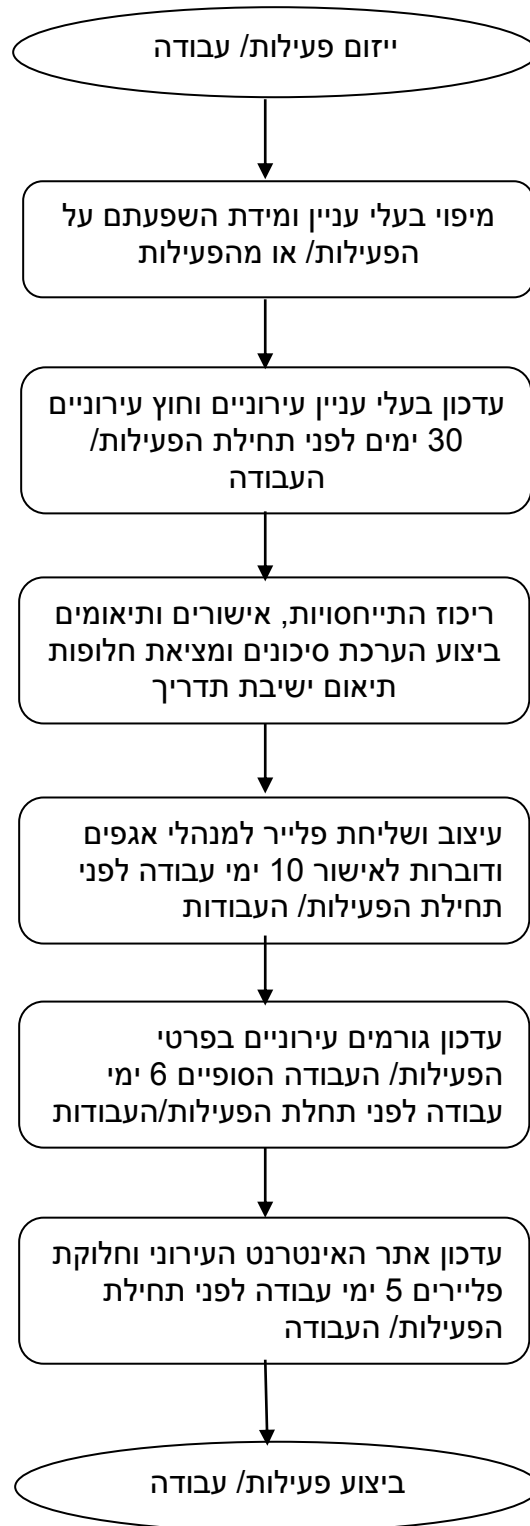 ייזום פעילות/ עבודה
מיפוי בעלי עניין ומידת השפעתם על
הפעילות/ או מהפעילות
עדכון בעלי עניין עירוניים וחוץ עירוניים
30 ימים לפני תחילת הפעילות/
העבודה
ריכוז התייחסויות, אישורים ותיאומים
ביצוע הערכת סיכונים ומציאת חלופות
תיאום ישיבת תדריך
עיצוב ושליחת פלייר למנהלי אגפים
ודוברות לאישור 10 ימי עבודה לפני
תחילת הפעילות/ העבודות
עדכון גורמים עירוניים בפרטי
הפעילות/ העבודה הסופיים 6 ימי
עבודה לפני תחלת הפעילות/העבודות
עדכון אתר האינטרנט העירוני וחלוקת
פליירים 5 ימי עבודה לפני תחילת
הפעילות/ העבודה
ביצוע פעילות/ עבודה